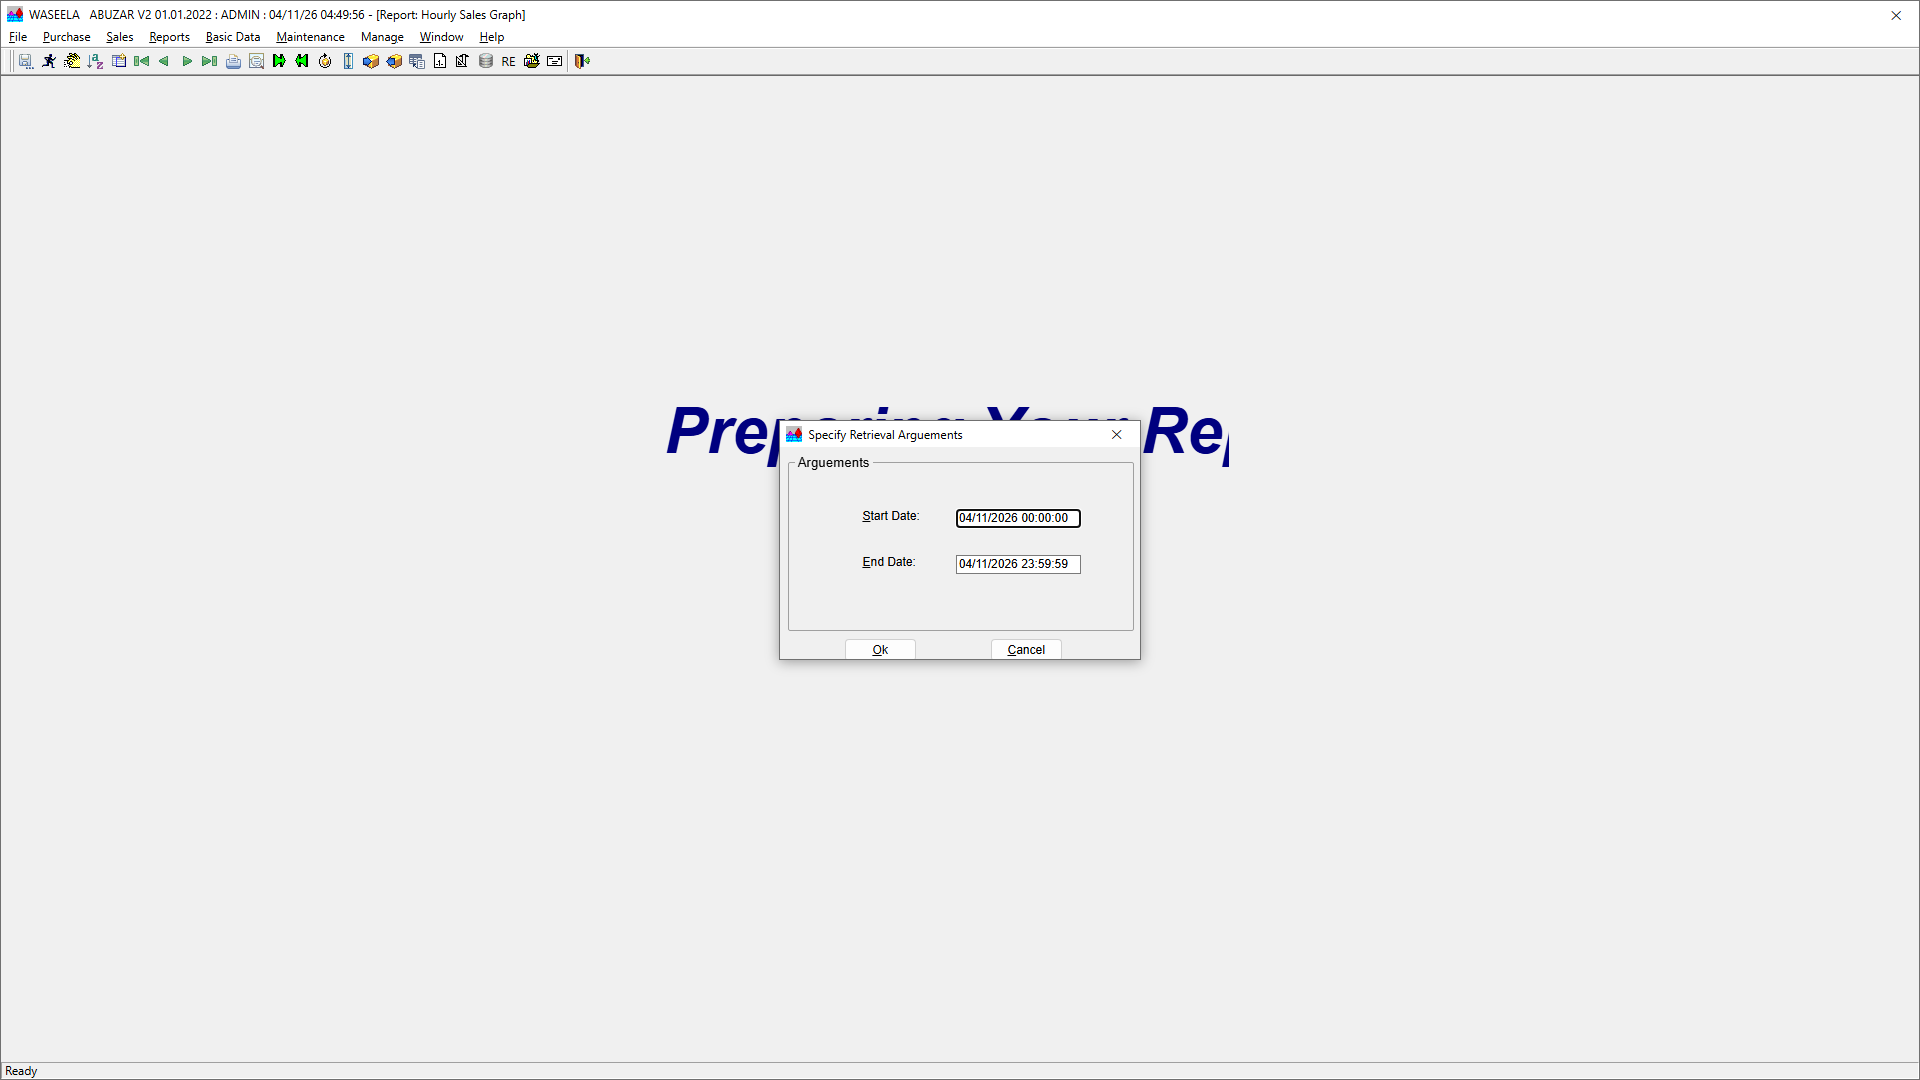 WASEELA   ABUZAR V2 01.01.2022 : ADMIN : 04/11/26 04:49:56 - [Report: Hourly Sales Graph]
File Purchase Sales Reports Basic Data Maintenance Manage Window Help
RE
Specify Retrieval Arguements
Arguements
Start Date: 04/11/2026 00:00:00
End Date: 04/11/2026 23:59:59
Ok Cancel
Ready